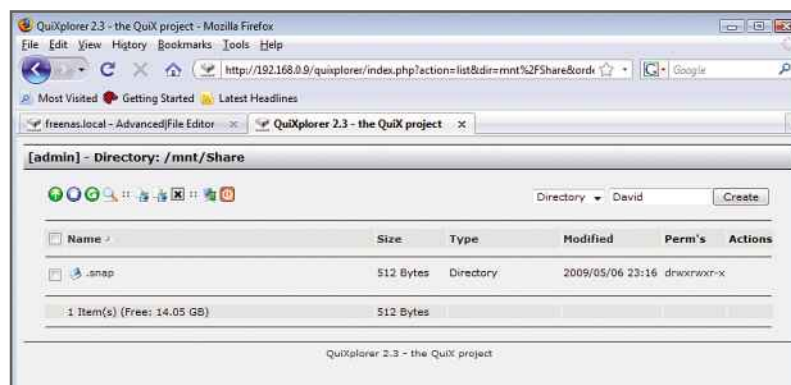 QuiXplorer 2.3 - the QuiX project - Mozilla Firefox
File Edit View History Bookmarks Tools Help
http://192.168.0.9/quixplorer/index.php?action=list&dir=mnt%2FShare&orde
Google
Most Visited Getting Started Latest Headlines
freenas.local - Advanced|File Editor
QuiXplorer 2.3 - the QuiX project
[admin] - Directory: /mnt/Share
Directory David Create
Name Size Type Modified Perm's Actions
.snap 512 Bytes Directory 2009/05/06 23:16 drwxrwxr-x
1 Item(s) (Free: 14.05 GB) 512 Bytes
QuiXplorer 2.3 - the QuiX project